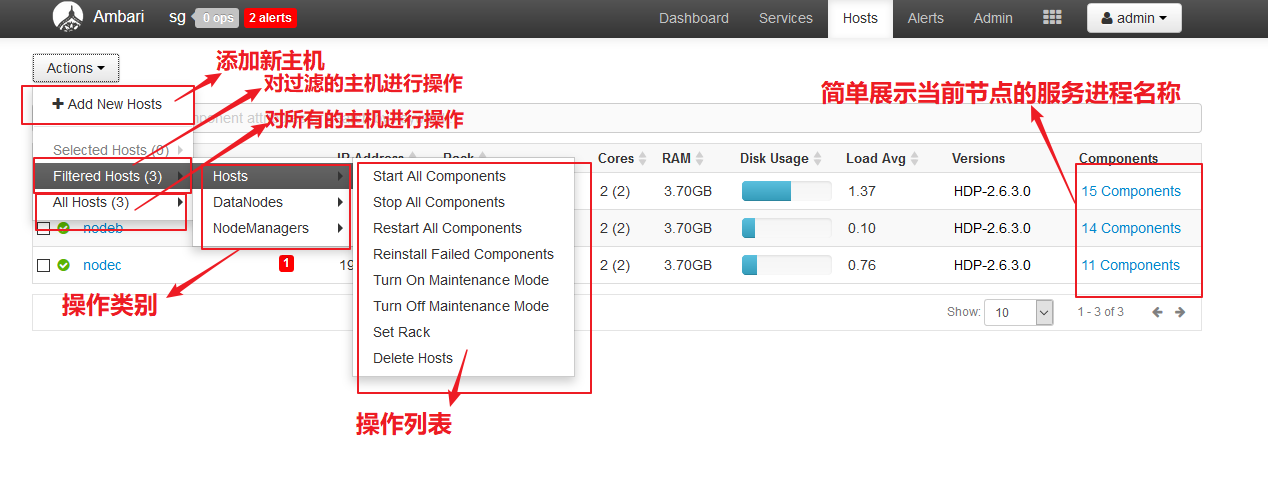 Ambari sg 0 ops 2 alerts Dashboard Services Hosts Alerts Admin admin
添加新主机
Actions
对过滤的主机进行操作
简单展示当前节点的服务进程名称
Add New Hosts
对所有的主机进行操作
Selected Hosts (0)
IP Address Rack Cores RAM Disk Usage Load Avg Versions Components
Filtered Hosts (3) Hosts Start All Components
2 (2) 3.70GB 1.37 HDP-2.6.3.0 15 Components
All Hosts (3) DataNodes Stop All Components
nodeb NodeManagers Restart All Components 2 (2) 3.70GB 0.10 HDP-2.6.3.0 14 Components
Reinstall Failed Components
nodec 1 19 2 (2) 3.70GB 0.76 HDP-2.6.3.0 11 Components
Turn On Maintenance Mode
操作类别
Turn Off Maintenance Mode
Show: 10 1 - 3 of 3
Set Rack
Delete Hosts
操作列表